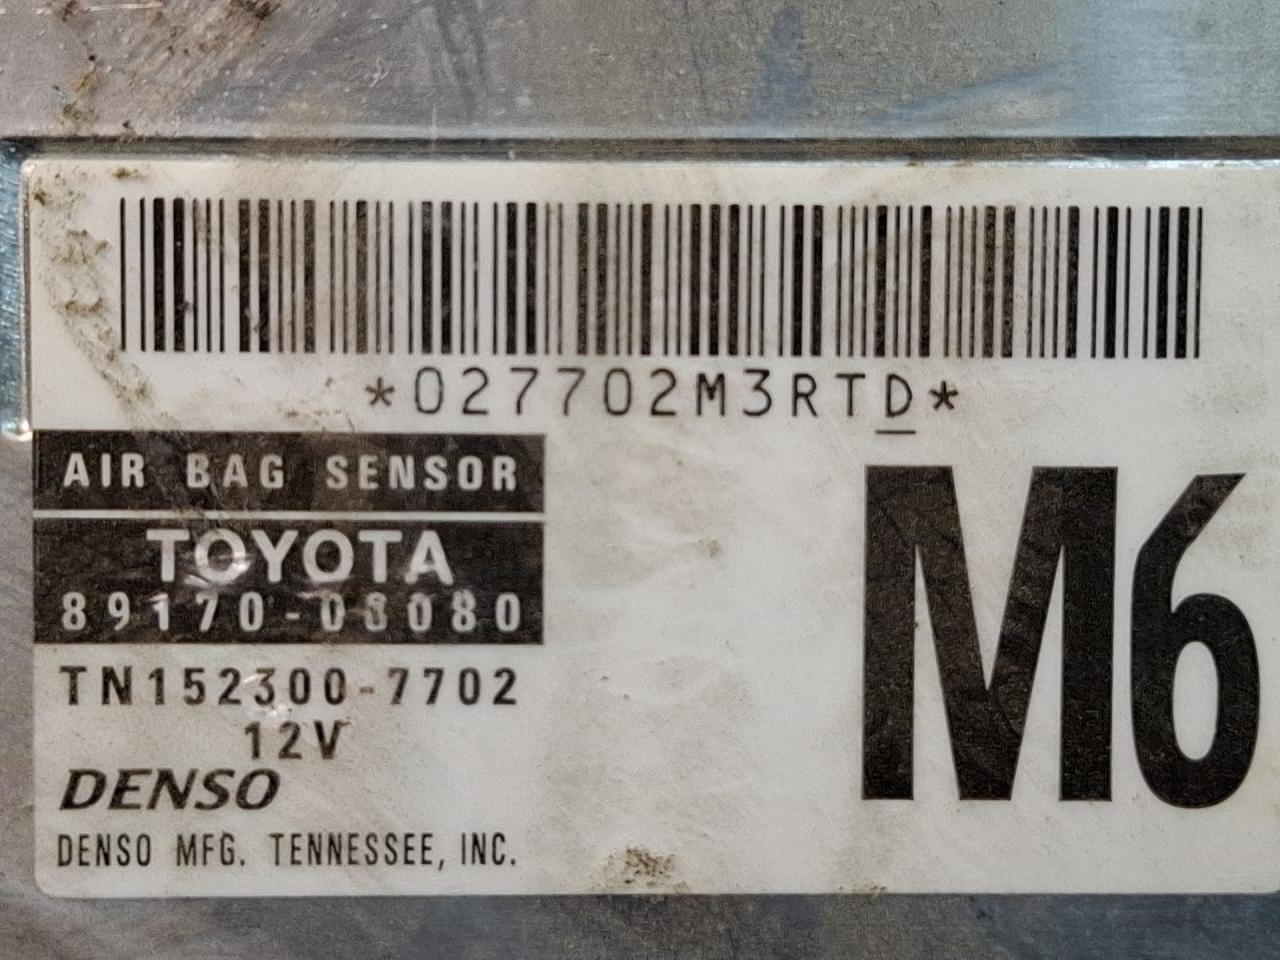 *027702M3RTD*
AIR BAG SENSOR
TOYOTA
89170-08080
TN152300-7702
12V
DENSO
DENSO MFG. TENNESSEE, INC.
M6